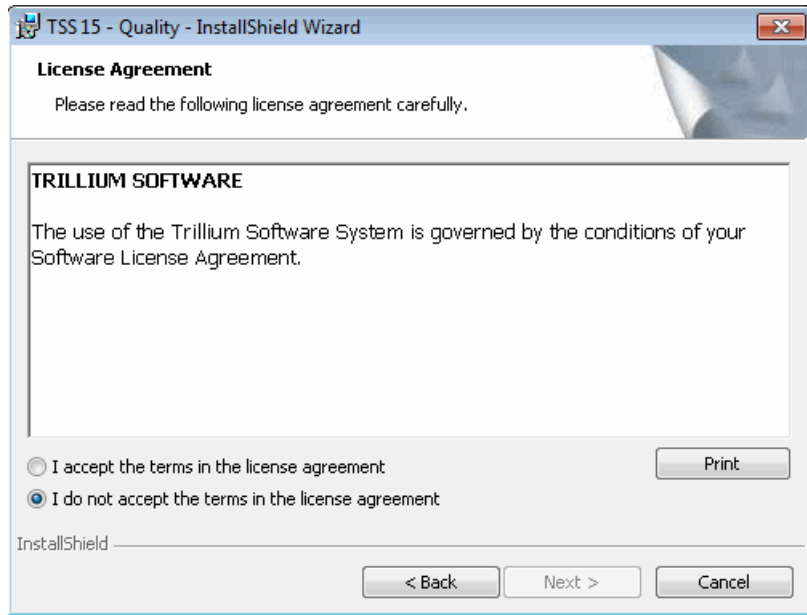 TSS 15 - Quality - InstallShield Wizard
License Agreement
Please read the following license agreement carefully.
TRILLIUM SOFTWARE
The use of the Trillium Software System is governed by the conditions of your
Software License Agreement.
I accept the terms in the license agreement
Print
I do not accept the terms in the license agreement
InstallShield
< Back
Next >
Cancel